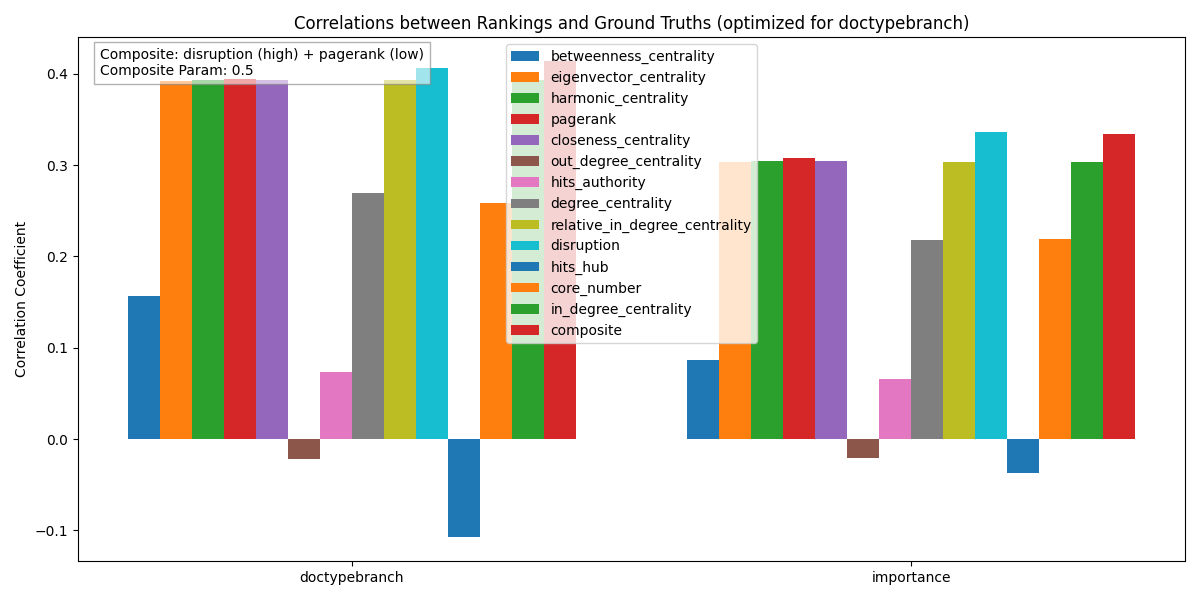 Correlations between Rankings and Ground Truths (optimized for doctypebranch)
Composite: disruption (high) + pagerank (low)
Composite Param: 0.5
betweenness_centrality
eigenvector_centrality
harmonic_centrality
pagerank
closeness_centrality
out_degree_centrality
hits_authority
degree_centrality
relative_in_degree_centrality
disruption
hits_hub
core_number
in_degree_centrality
composite
Correlation Coefficient
0.4
0.3
0.2
0.1
0.0
−0.1
doctypebranch
importance